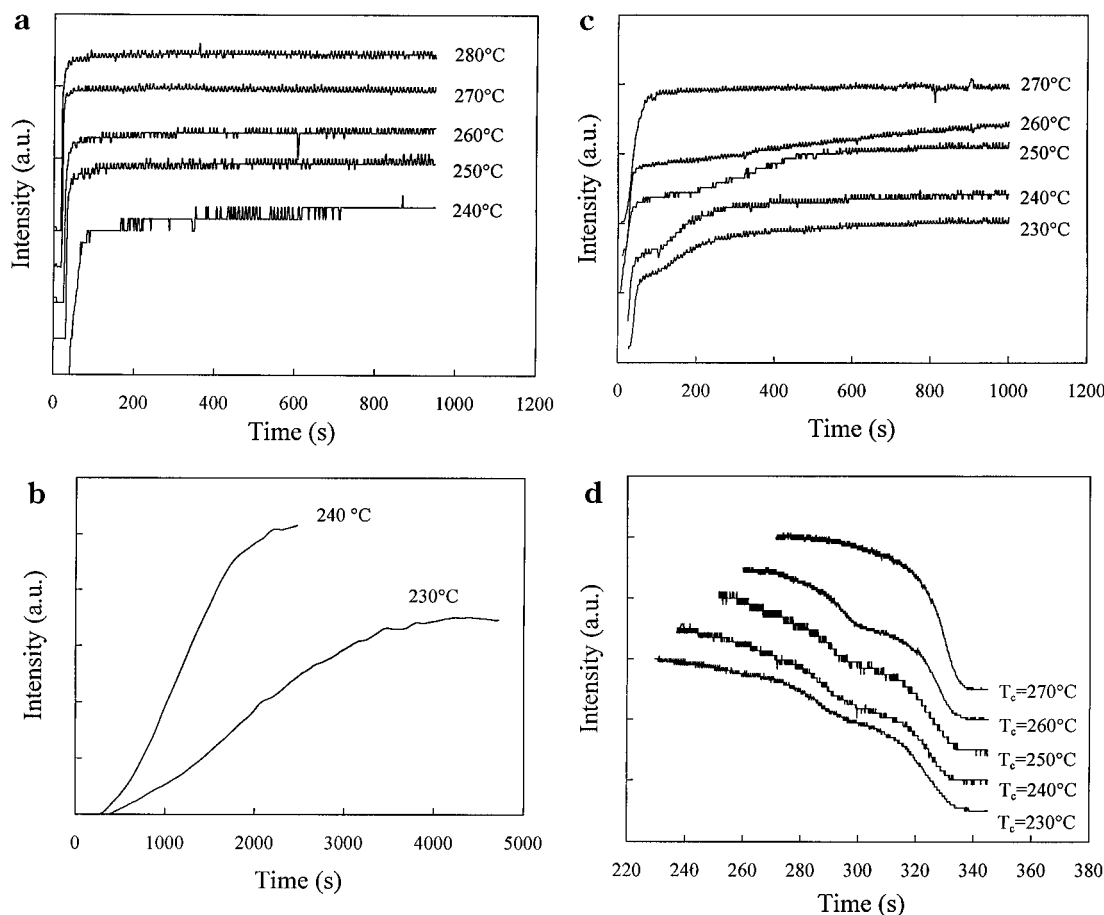 a
Intensity (a.u.)
280°C
270°C
260°C
250°C
240°C
0 200 400 600 800 1000 1200
Time (s)
c
Intensity (a.u.)
270°C
260°C
250°C
240°C
230°C
0 200 400 600 800 1000 1200
Time (s)
b
Intensity (a.u.)
240 °C
230°C
0 1000 2000 3000 4000 5000
Time (s)
d
Intensity (a.u.)
Tc=270°C
Tc=260°C
Tc=250°C
Tc=240°C
Tc=230°C
220 240 260 280 300 320 340 360
Time (s)